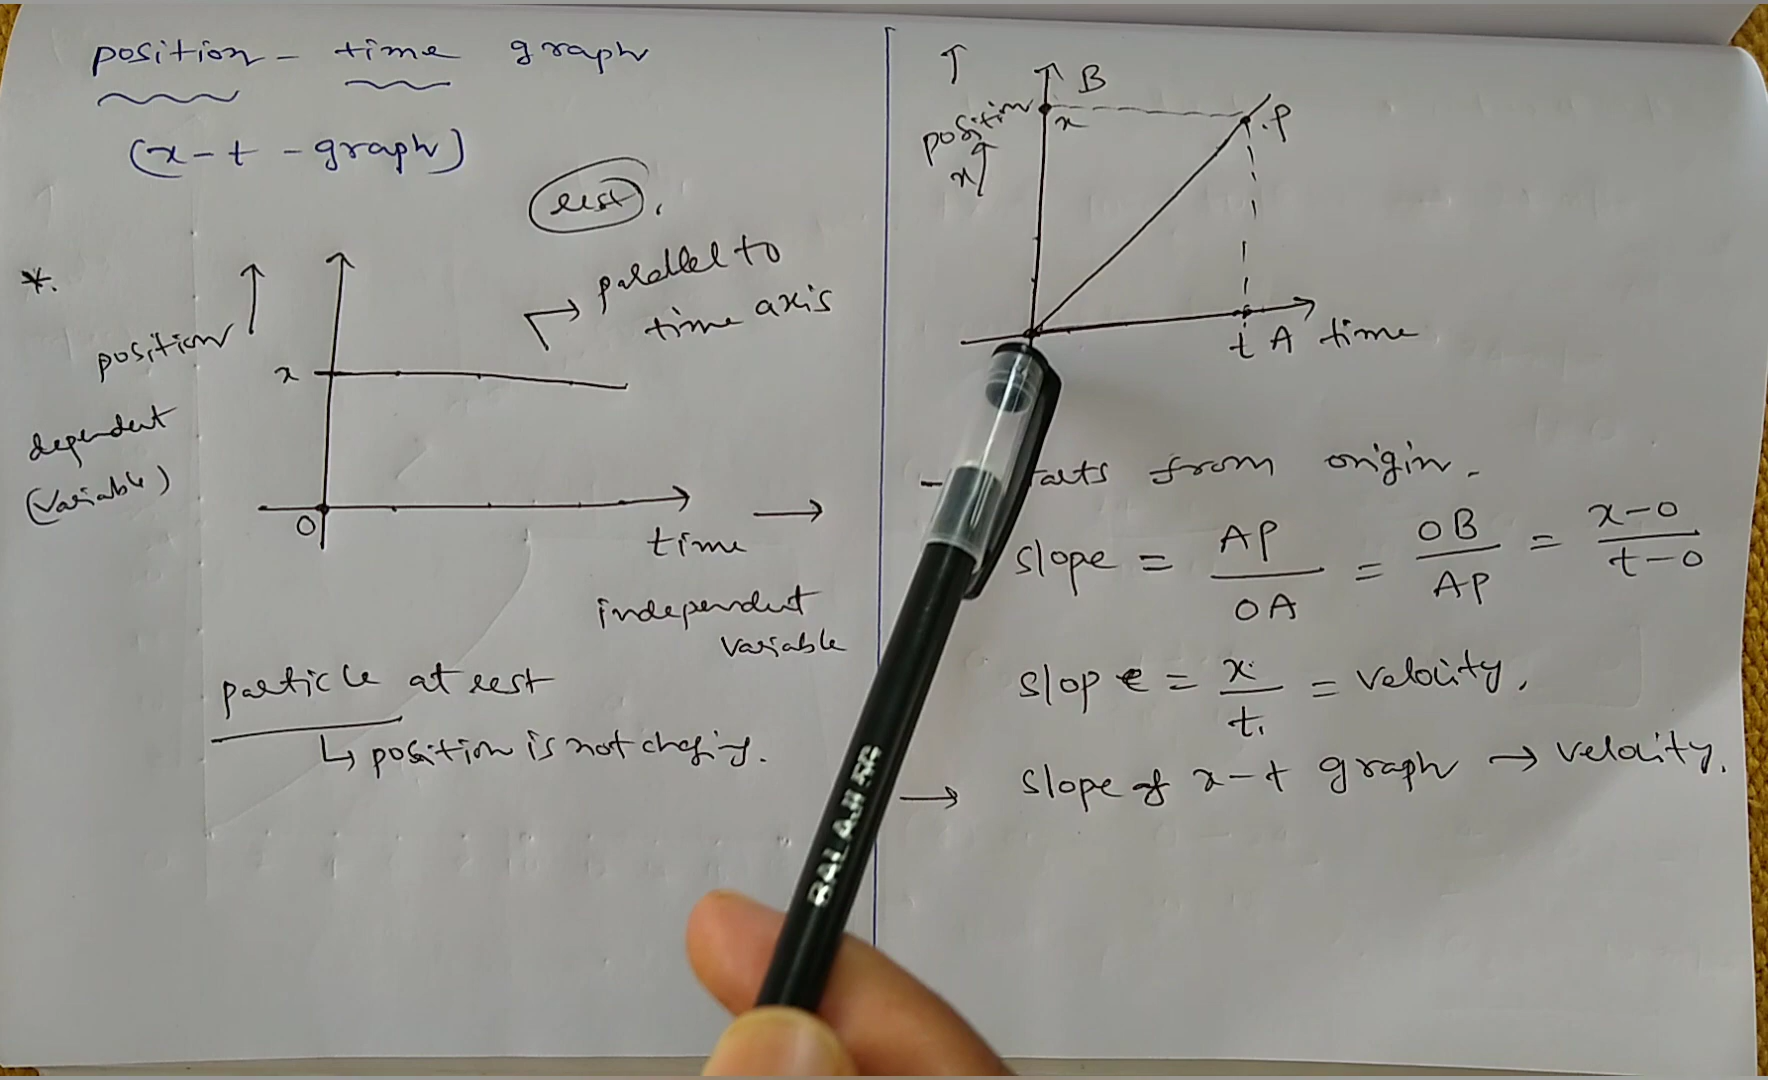 position - time graph
(x-t - graph)
rest.
*.
position
x
parallel to
time axis
dependent
(variable)
O
time
independent
variable
particle at rest
position is not changing.
position
x
B
x
.P
t A time
from origin.
slope = AP/OA = OB/AP = x-0/t-0
slope = x/t = velocity.
slope of x-t graph → velocity.
BALAJEE